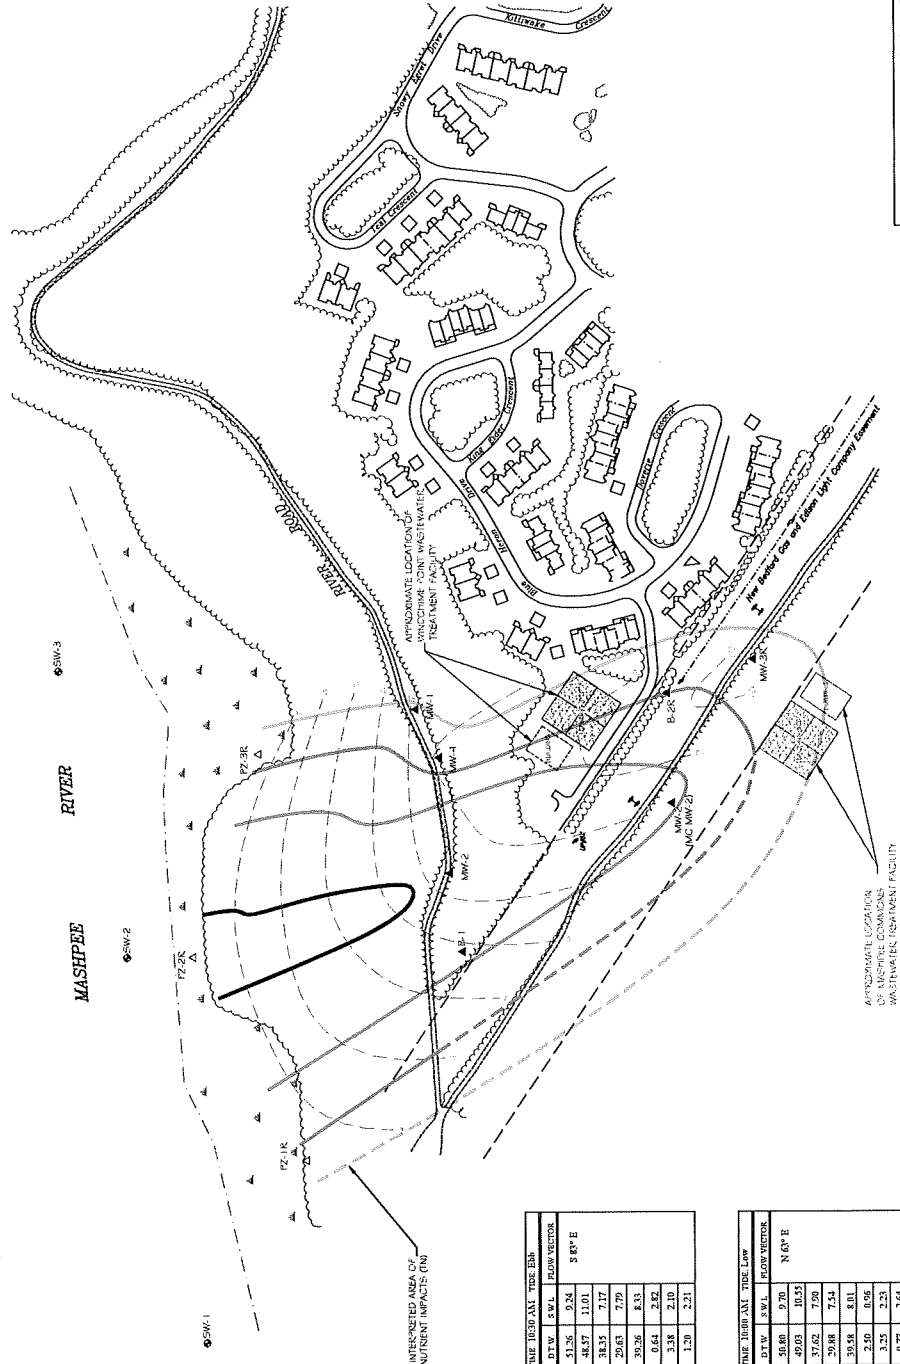 Killiwake Crescent
Snowy Egret Drive
Teal Crescent
King Rider Crescent
Blue Heron Drive
Crescent
RIVER ROAD
APPROXIMATE LOCATION OF
WINDCHIME POINT WASTEWATER
TREATMENT FACILITY
New Bedford Gas and Edison Light Company Easement
MASHPEE RIVER
SW-3
SW-2
SW-1
PZ-3R
PZ-2R
PZ-1R
MW-1
MW-4
MW-2
B-1
B-2R
MW-3R
(MC MW-2)
APPROXIMATE LOCATION
OF MASHPEE COMMONS
WASTEWATER TREATMENT FACILITY
INTERPRETED AREA OF
NUTRIENT IMPACTS (TN)
TIME 10:30 AM TIDE: Ebb
DTW SWL FLOW VECTOR
51.26 9.24 S 83° E
48.57 11.01
38.35 7.17
29.63 7.79
39.26 8.33
0.64 2.82
3.38 2.10
1.20 2.21
TIME 10:00 AM TIDE: Low
DTW SWL FLOW VECTOR
50.80 9.70 N 63° E
49.03 10.55
37.62 7.90
29.88 7.54
39.58 8.01
2.50 0.96
3.25 2.23